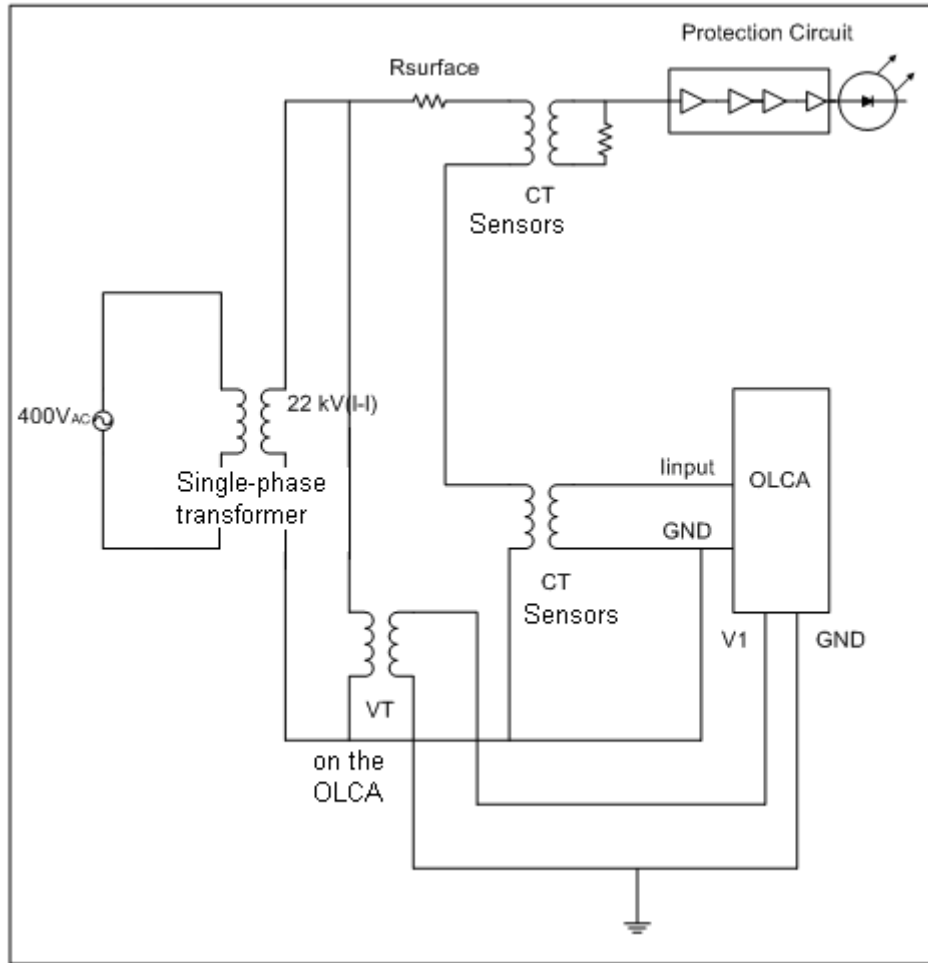 Protection Circuit
Rsurface
CT
Sensors
400VAC
22 kV(l-l)
Single-phase
transformer
Iinput
OLCA
GND
CT
Sensors
V1
GND
VT
on the
OLCA